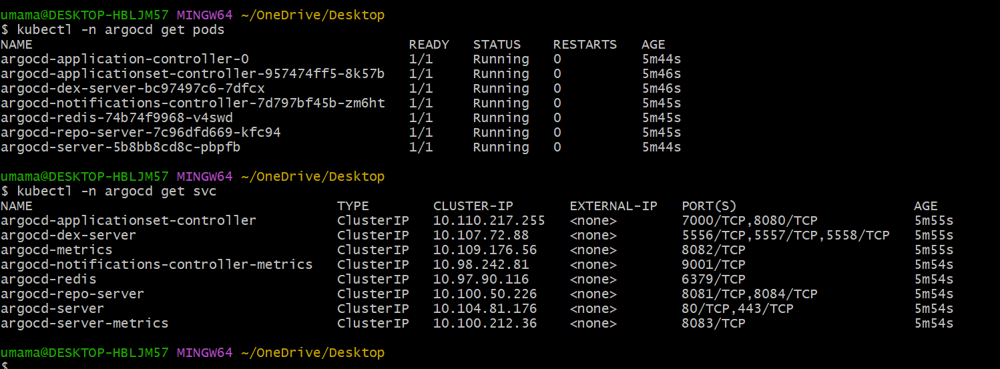 umama@DESKTOP-HBLJM57 MINGW64 ~/OneDrive/Desktop
$ kubectl -n argocd get pods
NAME READY STATUS RESTARTS AGE
argocd-application-controller-0 1/1 Running 0 5m44s
argocd-applicationset-controller-957474ff5-8k57b 1/1 Running 0 5m46s
argocd-dex-server-bc97497c6-7dfcx 1/1 Running 0 5m46s
argocd-notifications-controller-7d797bf45b-zm6ht 1/1 Running 0 5m45s
argocd-redis-74b74f9968-v4swd 1/1 Running 0 5m45s
argocd-repo-server-7c96dfd669-kfc94 1/1 Running 0 5m45s
argocd-server-5b8bb8cd8c-pbpfb 1/1 Running 0 5m44s
umama@DESKTOP-HBLJM57 MINGW64 ~/OneDrive/Desktop
$ kubectl -n argocd get svc
NAME TYPE CLUSTER-IP EXTERNAL-IP PORT(S) AGE
argocd-applicationset-controller ClusterIP 10.110.217.255 <none> 7000/TCP,8080/TCP 5m55s
argocd-dex-server ClusterIP 10.107.72.88 <none> 5556/TCP,5557/TCP,5558/TCP 5m55s
argocd-metrics ClusterIP 10.109.176.56 <none> 8082/TCP 5m55s
argocd-notifications-controller-metrics ClusterIP 10.98.242.81 <none> 9001/TCP 5m54s
argocd-redis ClusterIP 10.97.90.116 <none> 6379/TCP 5m54s
argocd-repo-server ClusterIP 10.100.50.226 <none> 8081/TCP,8084/TCP 5m54s
argocd-server ClusterIP 10.104.81.176 <none> 80/TCP,443/TCP 5m54s
argocd-server-metrics ClusterIP 10.100.212.36 <none> 8083/TCP 5m54s
umama@DESKTOP-HBLJM57 MINGW64 ~/OneDrive/Desktop
$